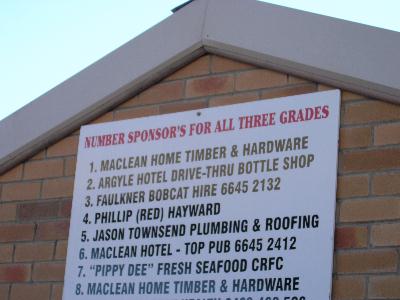 NUMBER SPONSOR'S FOR ALL THREE GRADES
1. MACLEAN HOME TIMBER & HARDWARE
2. ARGYLE HOTEL DRIVE-THRU BOTTLE SHOP
3. FAULKNER BOBCAT HIRE 6645 2132
4. PHILLIP (RED) HAYWARD
5. JASON TOWNSEND PLUMBING & ROOFING
6. MACLEAN HOTEL - TOP PUB 6645 2412
7. "PIPPY DEE" FRESH SEAFOOD CRFC
8. MACLEAN HOME TIMBER & HARDWARE